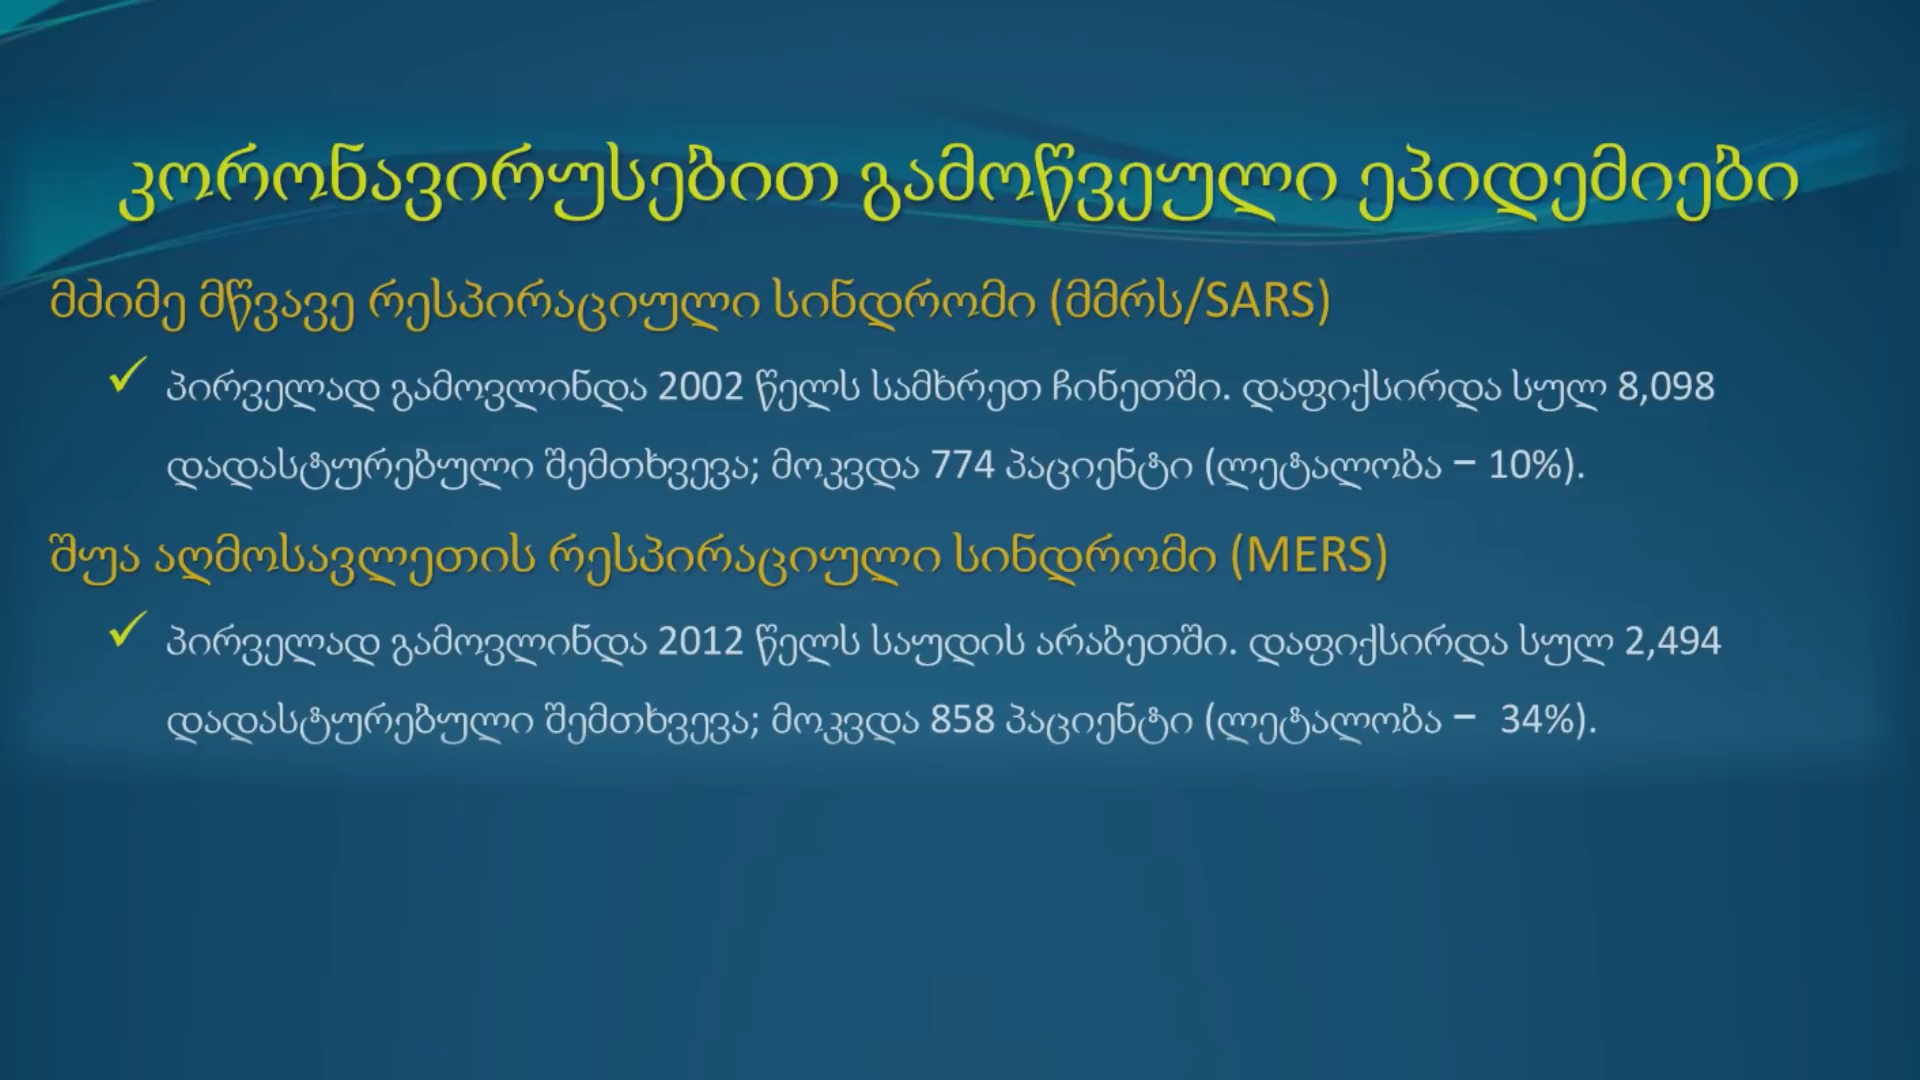 კორონავირუსებით გამოწვეული ეპიდემიები
მძიმე მწვავე რესპირაციული სინდრომი (მმრს/SARS)
✓ პირველად გამოვლინდა 2002 წელს სამხრეთ ჩინეთში. დაფიქსირდა სულ 8,098
დადასტურებული შემთხვევა; მოკვდა 774 პაციენტი (ლეტალობა – 10%).
შუა აღმოსავლეთის რესპირაციული სინდრომი (MERS)
✓ პირველად გამოვლინდა 2012 წელს საუდის არაბეთში. დაფიქსირდა სულ 2,494
დადასტურებული შემთხვევა; მოკვდა 858 პაციენტი (ლეტალობა – 34%).